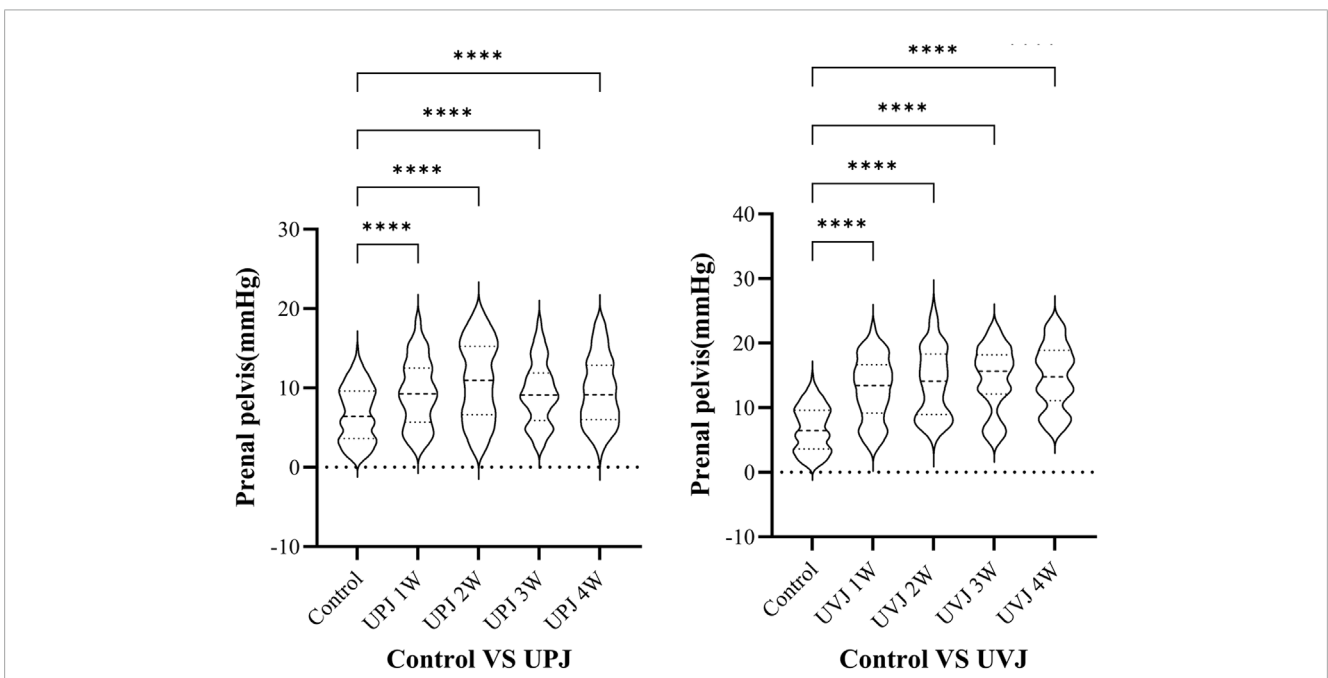 ****
****
****
****
30
20
10
0
-10
Prenal pelvis(mmHg)
Control
UPJ 1W
UPJ 2W
UPJ 3W
UPJ 4W
Control VS UPJ
****
****
****
****
40
30
20
10
0
-10
Prenal pelvis(mmHg)
Control
UVJ 1W
UVJ 2W
UVJ 3W
UVJ 4W
Control VS UVJ